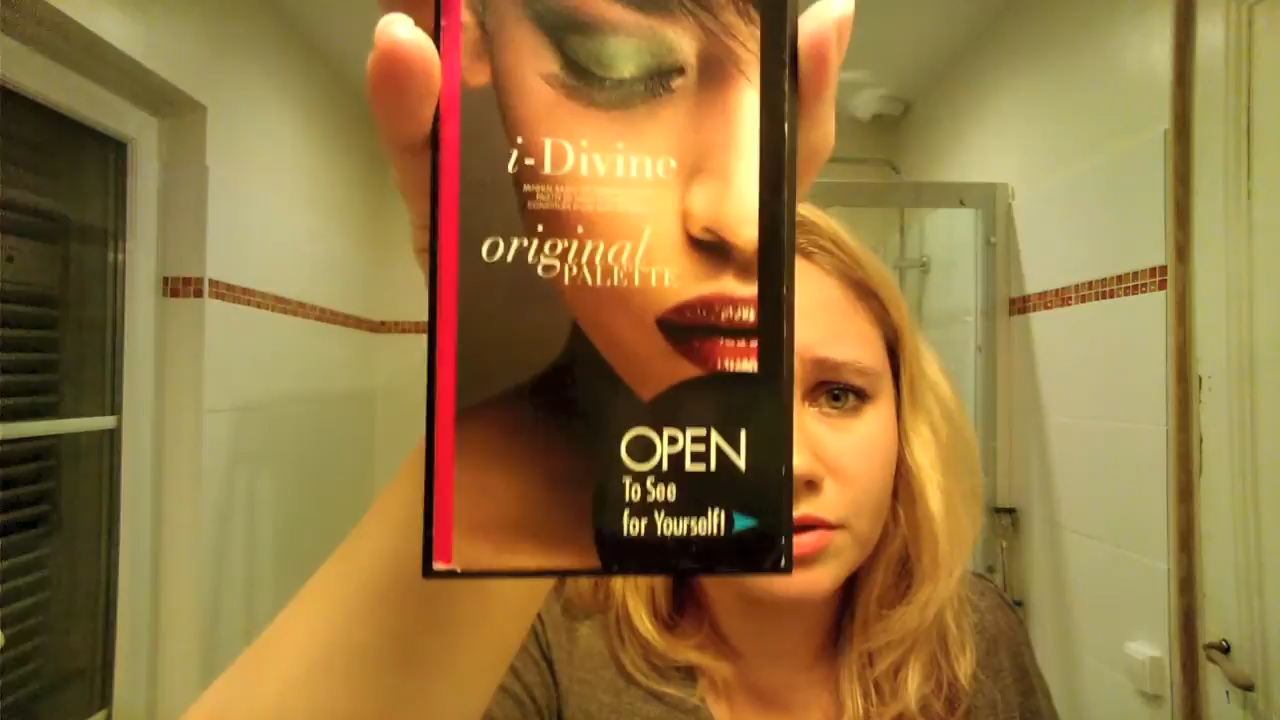 i-Divine
original
PALETTE
OPEN
To See
for Yourself!